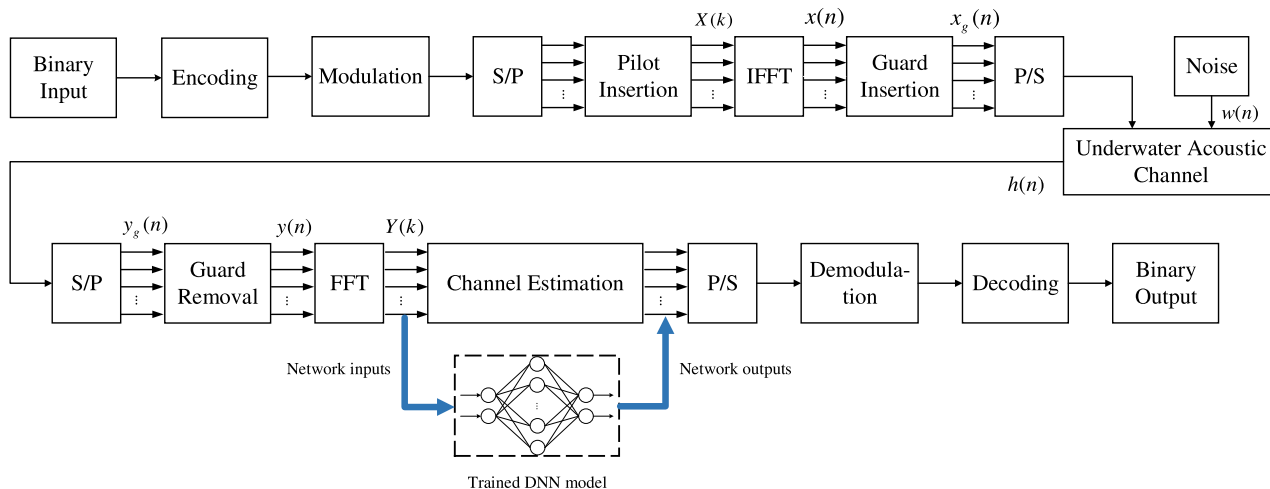 X(k)
x(n)
x_g(n)
Binary
Input
Encoding
Modulation
S/P
Pilot
Insertion
IFFT
Guard
Insertion
P/S
Noise
w(n)
Underwater Acoustic
Channel
h(n)
y_g(n)
y(n)
Y(k)
S/P
Guard
Removal
FFT
Channel Estimation
P/S
Demodula-
tion
Decoding
Binary
Output
Network inputs
Network outputs
Trained DNN model